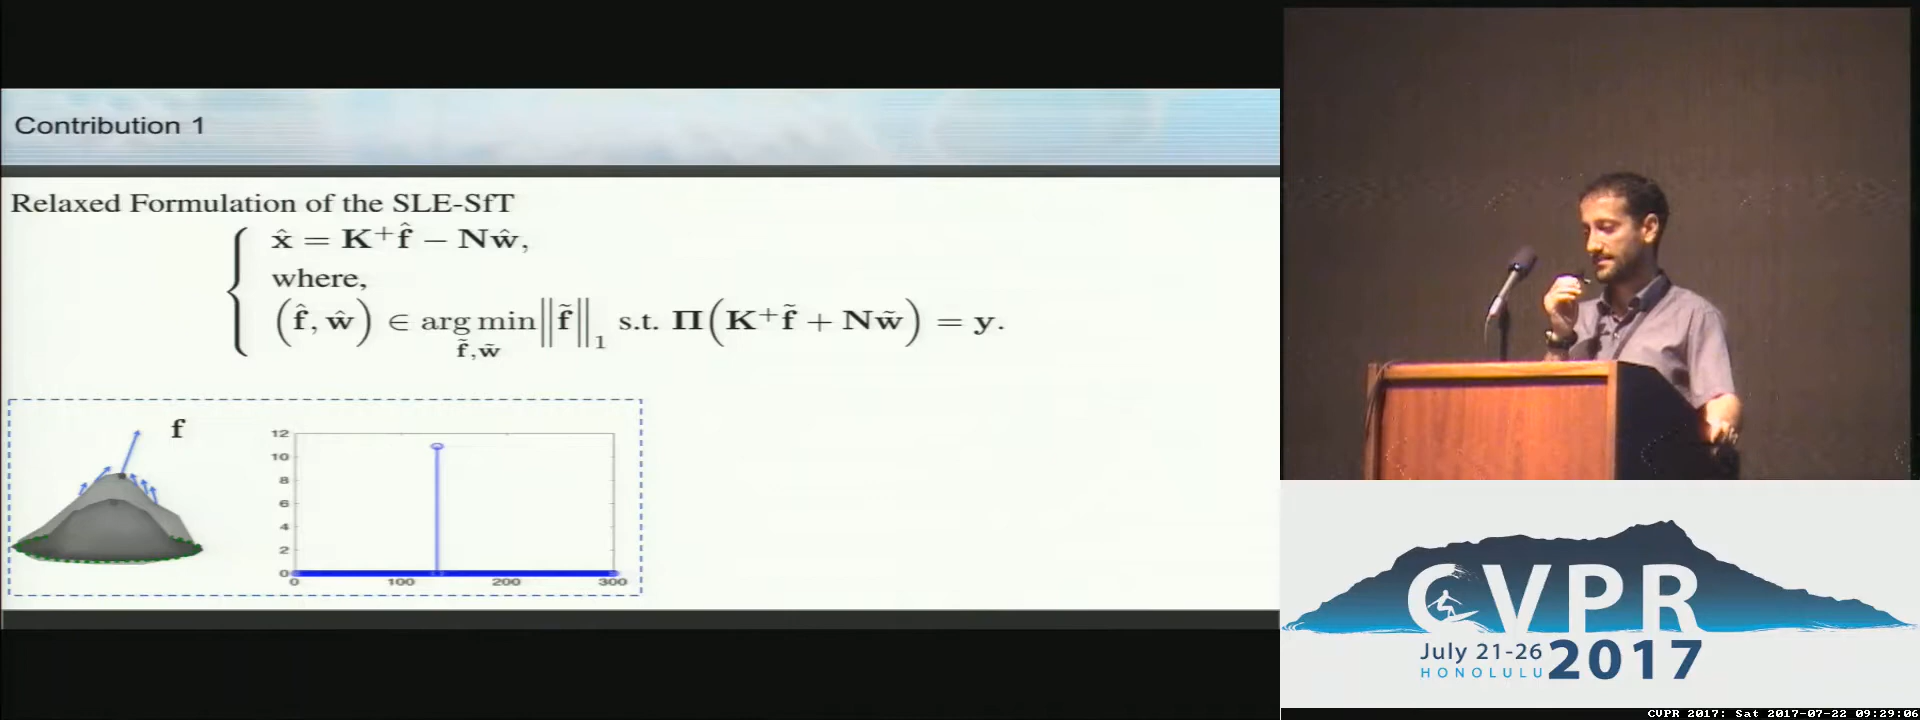 Contribution 1
Relaxed Formulation of the SLE-SfT
x̂ = K⁺f̂ − Nŵ,
where,
(f̂, ŵ) ∈ arg min ‖f̃‖₁ s.t. Π(K⁺f̃ + Nw̃) = y.
f̃,w̃
f
12
10
8
6
4
2
0
0 100 200 300
CVPR
July 21-26
HONOLULU
2017
CVPR 2017: Sat 2017-07-22 09:29:06